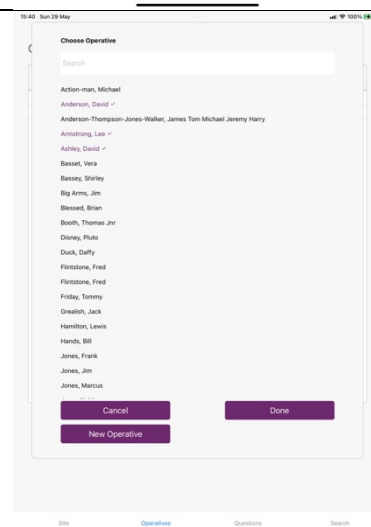 15:40 Sun 29 May
100%
Choose Operative
Search
Action-man, Michael
Anderson, David ✓
Anderson-Thompson-Jones-Walker, James Tom Michael Jeremy Harry
Armstrong, Lee ✓
Ashley, David ✓
Basset, Vera
Bassey, Shirley
Big Arms, Jim
Blessed, Brian
Booth, Thomas Jnr
Disney, Pluto
Duck, Daffy
Flintstone, Fred
Flintstone, Fred
Friday, Tommy
Grealish, Jack
Hamilton, Lewis
Hands, Bill
Jones, Frank
Jones, Jim
Jones, Marcus
Cancel
Done
New Operative
Site
Operatives
Questions
Search